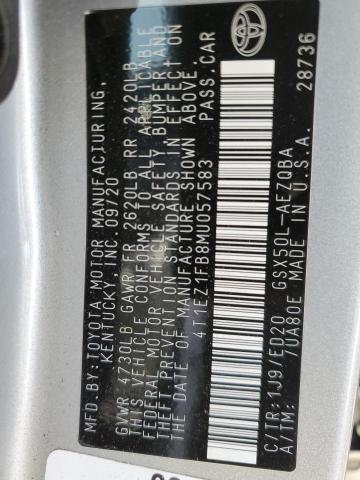 MFD.BY:TOYOTA MOTOR MANUFACTURING,
KENTUCKY, INC. 09/20
GVWR 4730LB GAWR FR 2620LB RR 2420LB
THIS VEHICLE CONFORMS TO ALL APPLICABLE
FEDERAL MOTOR VEHICLE SAFETY, BUMPER, AND
THEFT PREVENTION STANDARDS IN EFFECT ON
THE DATE OF MANUFACTURE SHOWN ABOVE.
4T1EZ1FB8MU057583 PASS.CAR
C/TR:1J9/ED20 GSX50L-AEZQBA
A/TM: 7UA80E MADE IN U.S.A.
28736